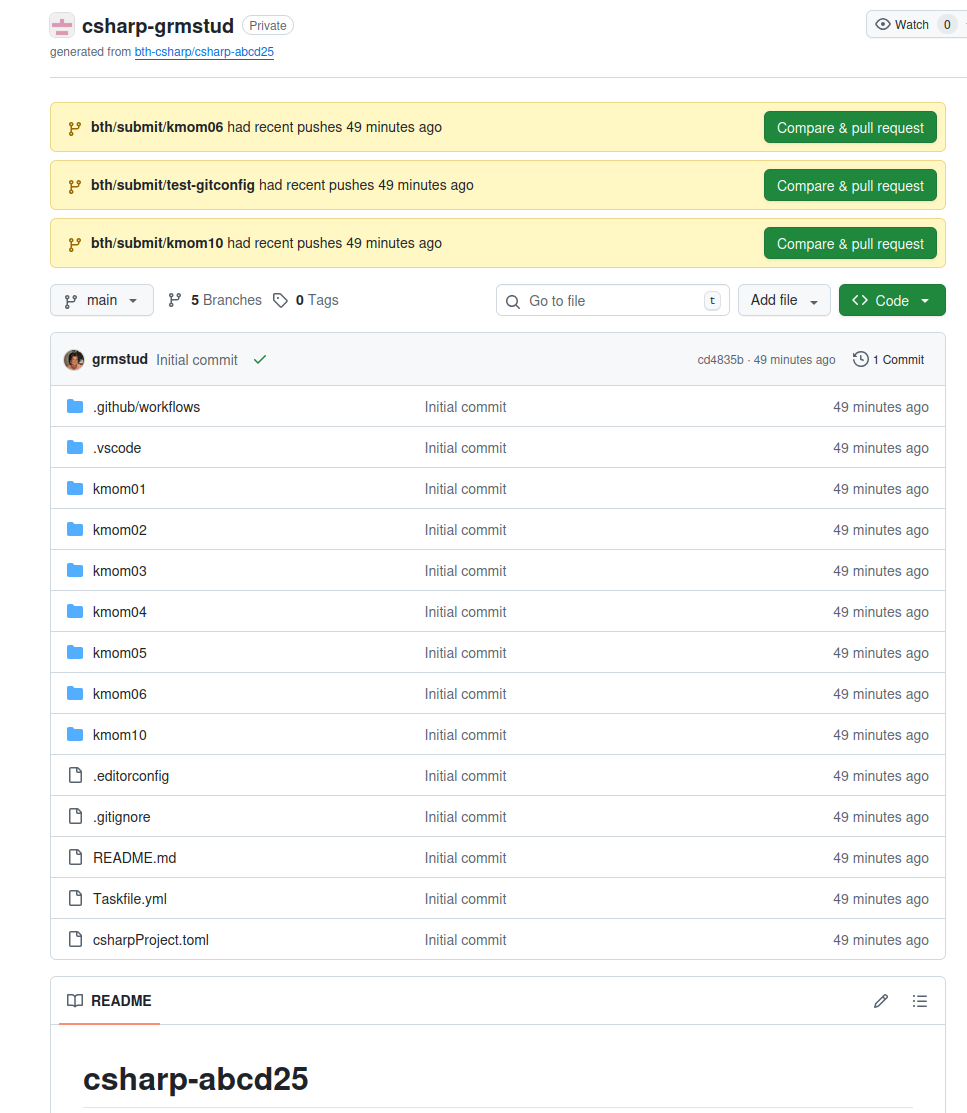 csharp-grmstud Private
Watch 0
generated from bth-csharp/csharp-abcd25
bth/submit/kmom06 had recent pushes 49 minutes ago Compare & pull request
bth/submit/test-gitconfig had recent pushes 49 minutes ago Compare & pull request
bth/submit/kmom10 had recent pushes 49 minutes ago Compare & pull request
main 5 Branches 0 Tags Go to file t Add file Code
grmstud Initial commit cd4835b · 49 minutes ago 1 Commit
.github/workflows Initial commit 49 minutes ago
.vscode Initial commit 49 minutes ago
kmom01 Initial commit 49 minutes ago
kmom02 Initial commit 49 minutes ago
kmom03 Initial commit 49 minutes ago
kmom04 Initial commit 49 minutes ago
kmom05 Initial commit 49 minutes ago
kmom06 Initial commit 49 minutes ago
kmom10 Initial commit 49 minutes ago
.editorconfig Initial commit 49 minutes ago
.gitignore Initial commit 49 minutes ago
README.md Initial commit 49 minutes ago
Taskfile.yml Initial commit 49 minutes ago
csharpProject.toml Initial commit 49 minutes ago
README
csharp-abcd25